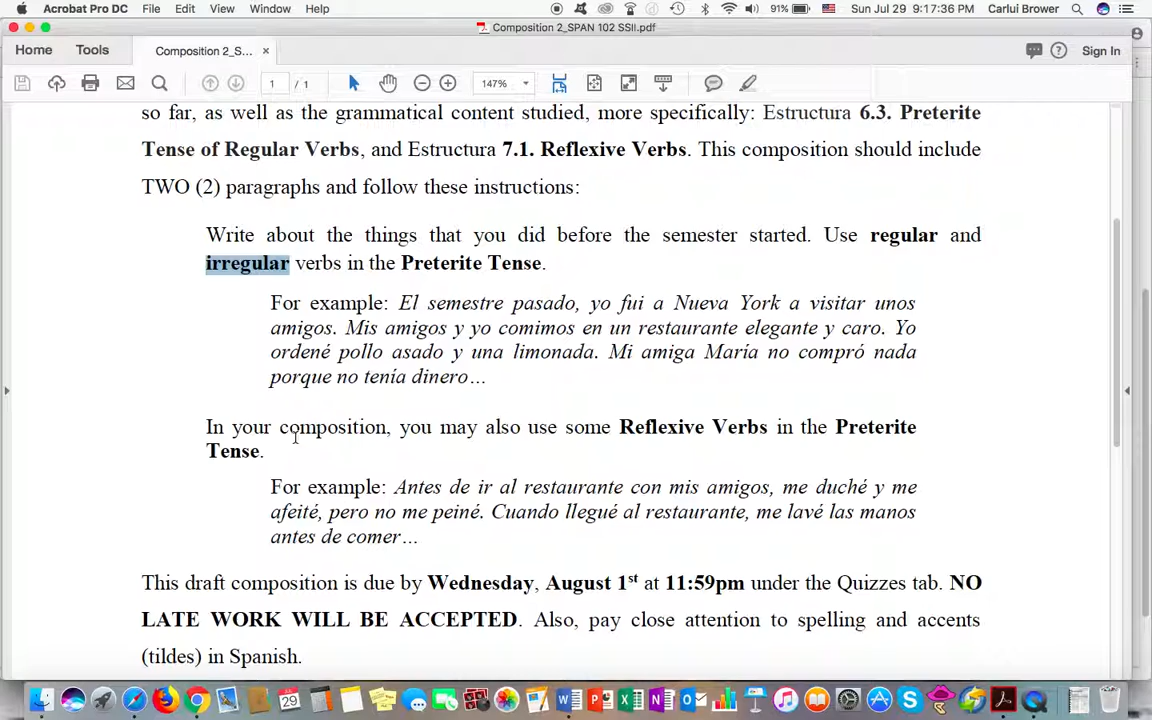 Acrobat Pro DC File Edit View Window Help 91% Sun Jul 29 9:17:36 PM Carlui Brower
Composition 2_SPAN 102 SSII.pdf
Home Tools Composition 2_S... × Sign In
1 / 1 147%
so far, as well as the grammatical content studied, more specifically: Estructura 6.3. Preterite
Tense of Regular Verbs, and Estructura 7.1. Reflexive Verbs. This composition should include
TWO (2) paragraphs and follow these instructions:
Write about the things that you did before the semester started. Use regular and
irregular verbs in the Preterite Tense.
For example: El semestre pasado, yo fui a Nueva York a visitar unos
amigos. Mis amigos y yo comimos en un restaurante elegante y caro. Yo
ordené pollo asado y una limonada. Mi amiga María no compró nada
porque no tenía dinero…
In your composition, you may also use some Reflexive Verbs in the Preterite
Tense.
For example: Antes de ir al restaurante con mis amigos, me duché y me
afeité, pero no me peiné. Cuando llegué al restaurante, me lavé las manos
antes de comer…
This draft composition is due by Wednesday, August 1st at 11:59pm under the Quizzes tab. NO
LATE WORK WILL BE ACCEPTED. Also, pay close attention to spelling and accents
(tildes) in Spanish.